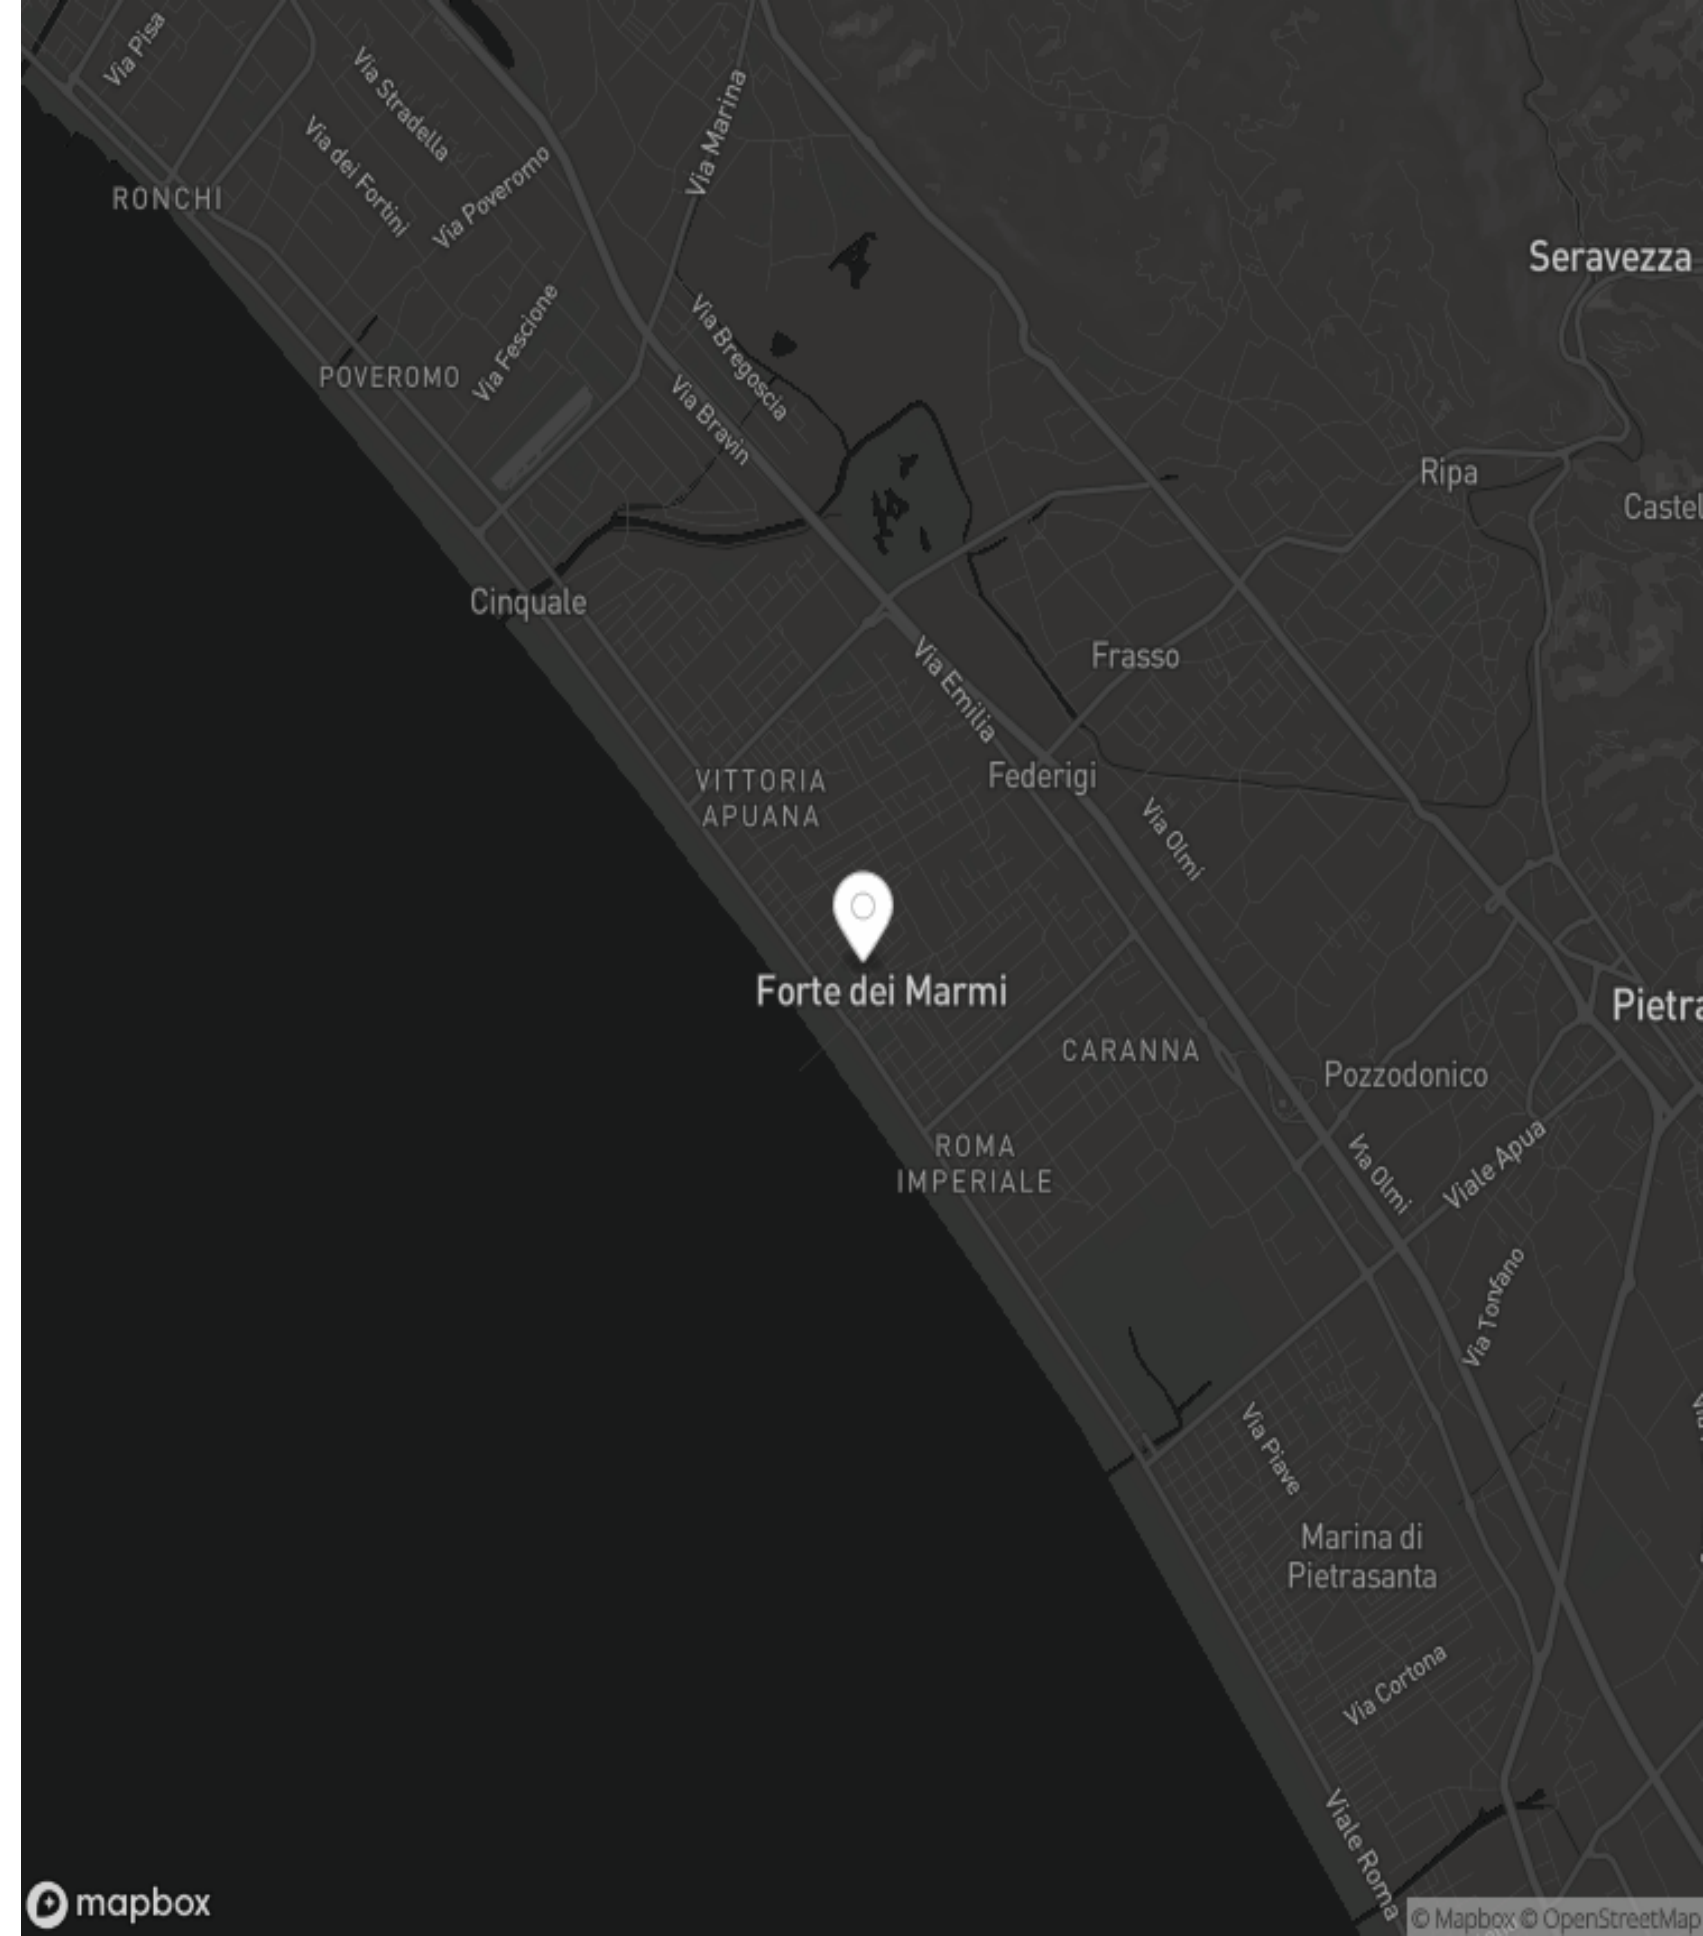 Via Pisa
Via Stradella
Via dei Fortini
Via Poveromo
Via Marina
RONCHI
Seravezza
Via Fescione
Via Bregoscia
POVEROMO
Via Bravin
Ripa
Castel
Cinquale
Via Emilia
Frasso
VITTORIA
APUANA
Federigi
Via Olmi
Forte dei Marmi
Pietra
CARANNA
Pozzodonico
ROMA
IMPERIALE
Via Olmi
Viale Apua
Via Tonfano
Via Piave
Marina di
Pietrasanta
Via Cortona
Viale Roma
mapbox
© Mapbox © OpenStreetMap